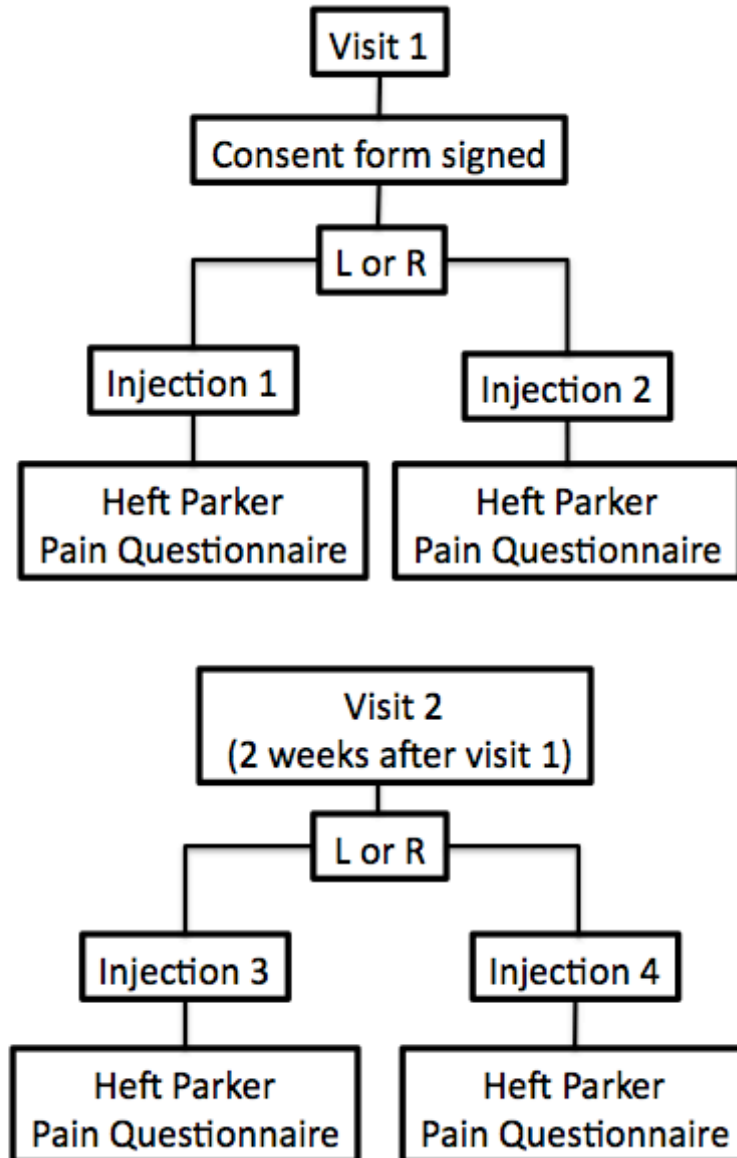 Visit 1
Consent form signed
L or R
Injection 1
Injection 2
Heft Parker
Pain Questionnaire
Heft Parker
Pain Questionnaire
Visit 2
(2 weeks after visit 1)
L or R
Injection 3
Injection 4
Heft Parker
Pain Questionnaire
Heft Parker
Pain Questionnaire